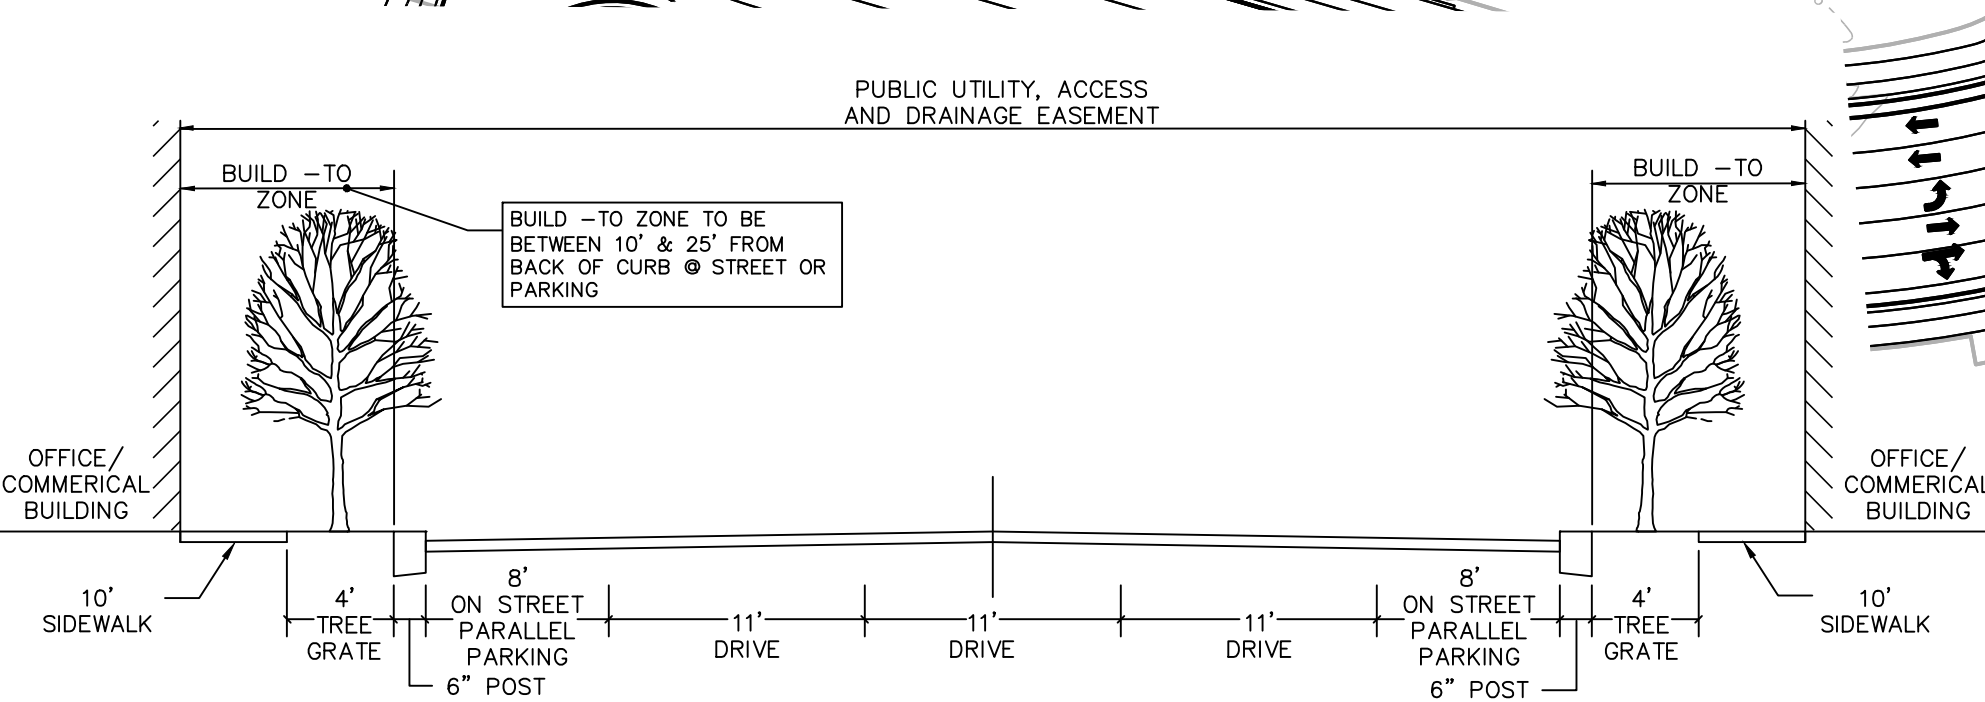 PUBLIC UTILITY, ACCESS
AND DRAINAGE EASEMENT
BUILD -TO
ZONE
BUILD -TO
ZONE
BUILD -TO ZONE TO BE
BETWEEN 10' & 25' FROM
BACK OF CURB @ STREET OR
PARKING
OFFICE/
COMMERICAL
BUILDING
OFFICE/
COMMERICAL
BUILDING
10'
SIDEWALK
4'
TREE
GRATE
8'
ON STREET
PARALLEL
PARKING
6" POST
11'
DRIVE
11'
DRIVE
11'
DRIVE
8'
ON STREET
PARALLEL
PARKING
6" POST
4'
TREE
GRATE
10'
SIDEWALK